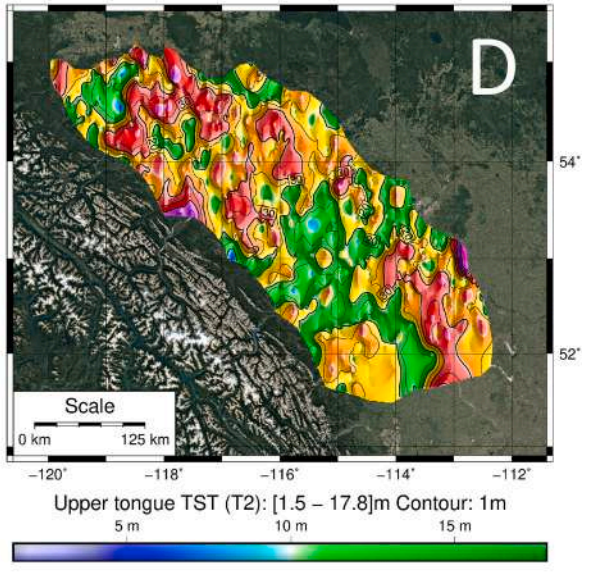 D
54°
52°
Scale
0 km 125 km
−120° −118° −116° −114° −112°
Upper tongue TST (T2): [1.5 − 17.8]m Contour: 1m
5 m 10 m 15 m